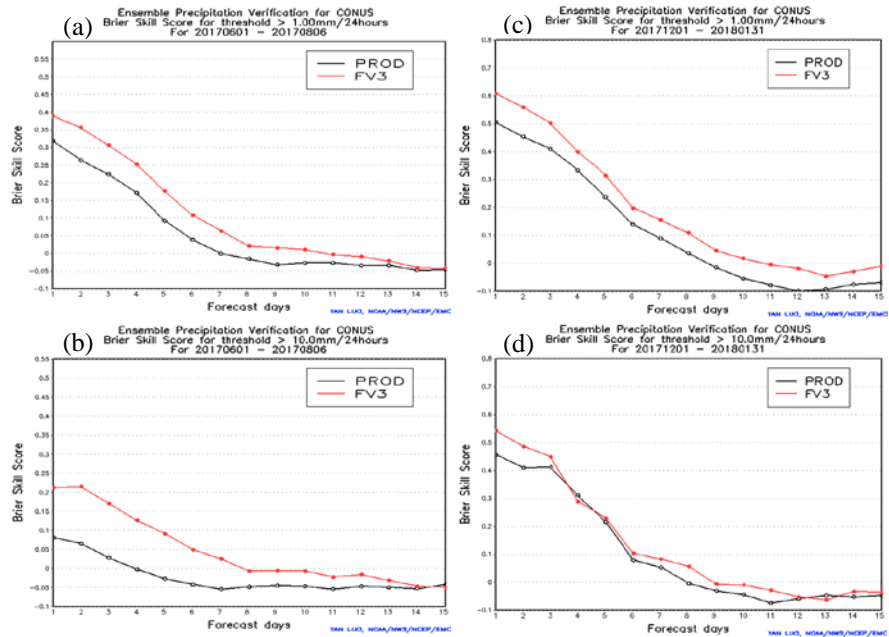 (a)
Ensemble Precipitation Verification for CONUS
Brier Skill Score for threshold > 1.00mm/24hours
For 20170601 - 20170806
PROD
FV3
Brier Skill Score
0.55
0.5
0.45
0.4
0.35
0.3
0.25
0.2
0.15
0.1
0.05
0
-0.05
-0.1
1 2 3 4 5 6 7 8 9 10 11 12 13 14 15
Forecast days
YAN LUO, NOAA/NWS/NCEP/EMC
(b)
Ensemble Precipitation Verification for CONUS
Brier Skill Score for threshold > 10.0mm/24hours
For 20170601 - 20170806
PROD
FV3
Brier Skill Score
0.55
0.5
0.45
0.4
0.35
0.3
0.25
0.2
0.15
0.1
0.05
0
-0.05
-0.1
1 2 3 4 5 6 7 8 9 10 11 12 13 14 15
Forecast days
YAN LUO, NOAA/NWS/NCEP/EMC
(c)
Ensemble Precipitation Verification for CONUS
Brier Skill Score for threshold > 1.00mm/24hours
For 20171201 - 20180131
PROD
FV3
Brier Skill Score
0.8
0.7
0.6
0.5
0.4
0.3
0.2
0.1
0
-0.1
1 2 3 4 5 6 7 8 9 10 11 12 13 14 15
Forecast days
YAN LUO, NOAA/NWS/NCEP/EMC
(d)
Ensemble Precipitation Verification for CONUS
Brier Skill Score for threshold > 10.0mm/24hours
For 20171201 - 20180131
PROD
FV3
Brier Skill Score
0.8
0.7
0.6
0.5
0.4
0.3
0.2
0.1
0
-0.1
1 2 3 4 5 6 7 8 9 10 11 12 13 14 15
Forecast days
YAN LUO, NOAA/NWS/NCEP/EMC